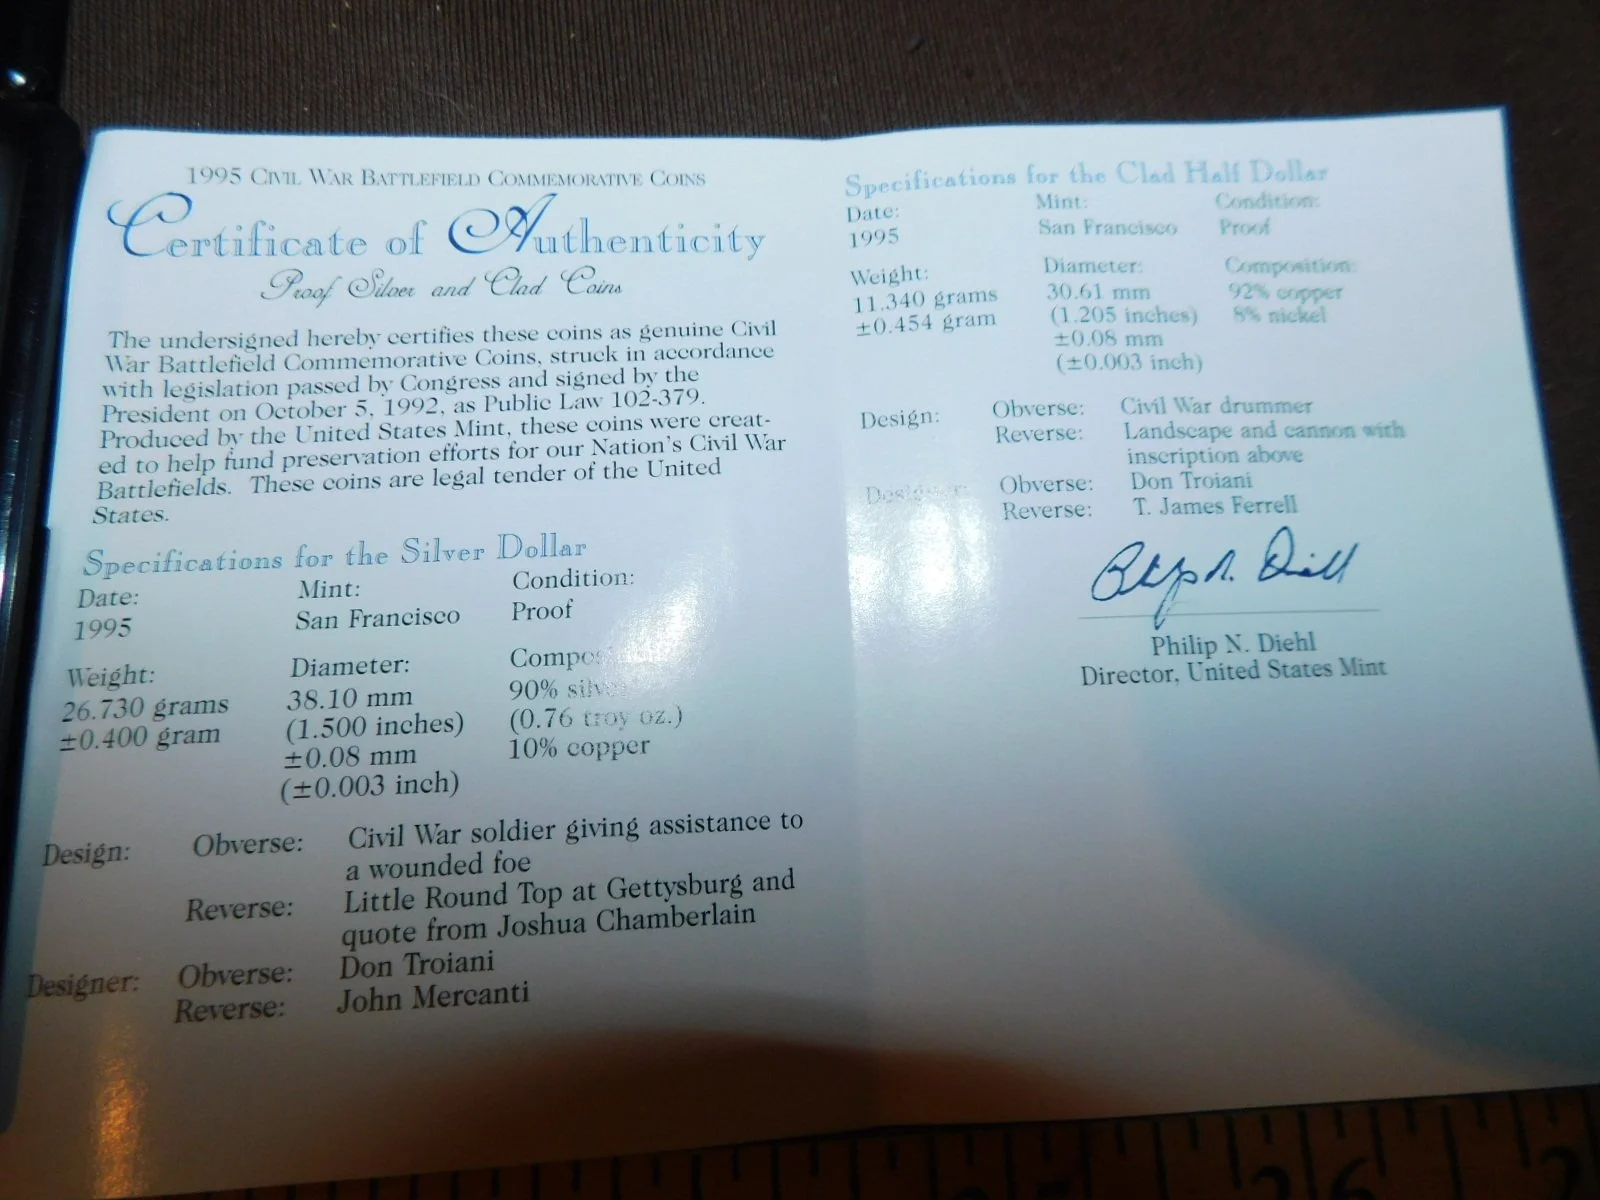 1995 CIVIL WAR BATTLEFIELD COMMEMORATIVE COINS
Certificate of Authenticity
Proof Silver and Clad Coins
The undersigned hereby certifies these coins as genuine Civil
War Battlefield Commemorative Coins, struck in accordance
with legislation passed by Congress and signed by the
President on October 5, 1992, as Public Law 102-379.
Produced by the United States Mint, these coins were creat-
ed to help fund preservation efforts for our Nation's Civil War
Battlefields. These coins are legal tender of the United
States.
Specifications for the Silver Dollar
Date: Mint: Condition:
1995 San Francisco Proof
Weight: Diameter:
26.730 grams 38.10 mm 90%
±0.400 gram (1.500 inches) (0.76 troy oz.)
±0.08 mm 10% copper
(±0.003 inch)
Design: Obverse: Civil War soldier giving assistance to
a wounded foe
Reverse: Little Round Top at Gettysburg and
quote from Joshua Chamberlain
Designer: Obverse: Don Troiani
Reverse: John Mercanti
Specifications for the Clad Half Dollar
Date: Mint: Condition:
1995 San Francisco Proof
Weight: Diameter: Composition:
11.340 grams 30.61 mm 92% copper
±0.454 gram (1.205 inches) 8% nickel
±0.08 mm
(±0.003 inch)
Design: Obverse: Civil War drummer
Reverse: Landscape and cannon with
inscription above
Designer: Obverse: Don Troiani
Reverse: T. James Ferrell
Philip N. Diehl
Philip N. Diehl
Director, United States Mint